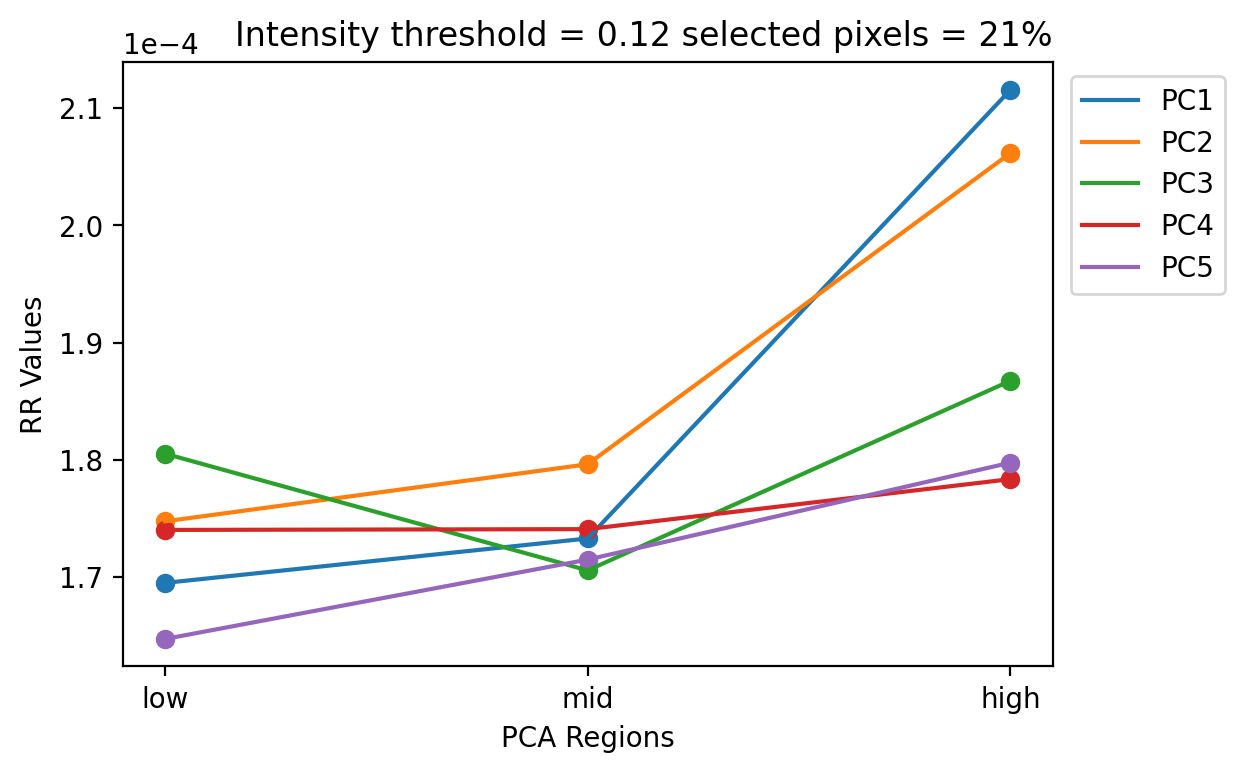 1e−4
Intensity threshold = 0.12 selected pixels = 21%
2.1
2.0
1.9
1.8
1.7
RR Values
low
mid
high
PCA Regions
PC1
PC2
PC3
PC4
PC5